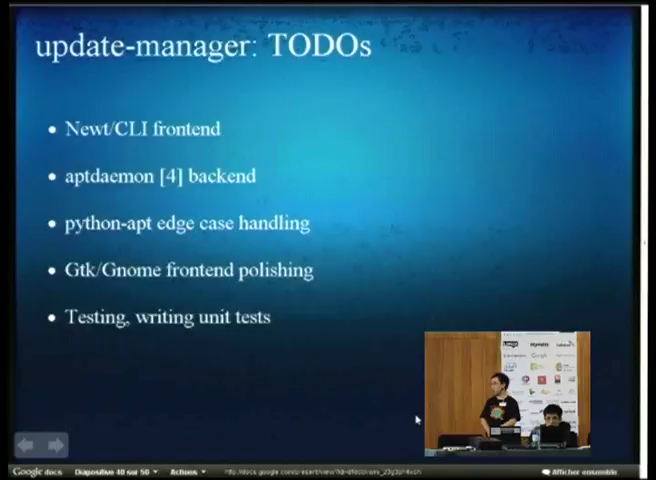 update-manager: TODOs
Newt/CLI frontend
aptdaemon [4] backend
python-apt edge case handling
Gtk/Gnome frontend polishing
Testing, writing unit tests
Google docs Diapositive 40 sur 50 Actions Afficher ensemble